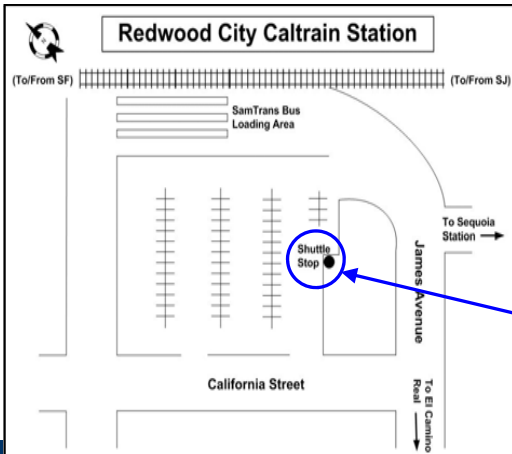 Redwood City Caltrain Station
(To/From SF)
(To/From SJ)
SamTrans Bus
Loading Area
To Sequoia
Station
Shuttle
Stop
James Avenue
California Street
To El Camino
Real